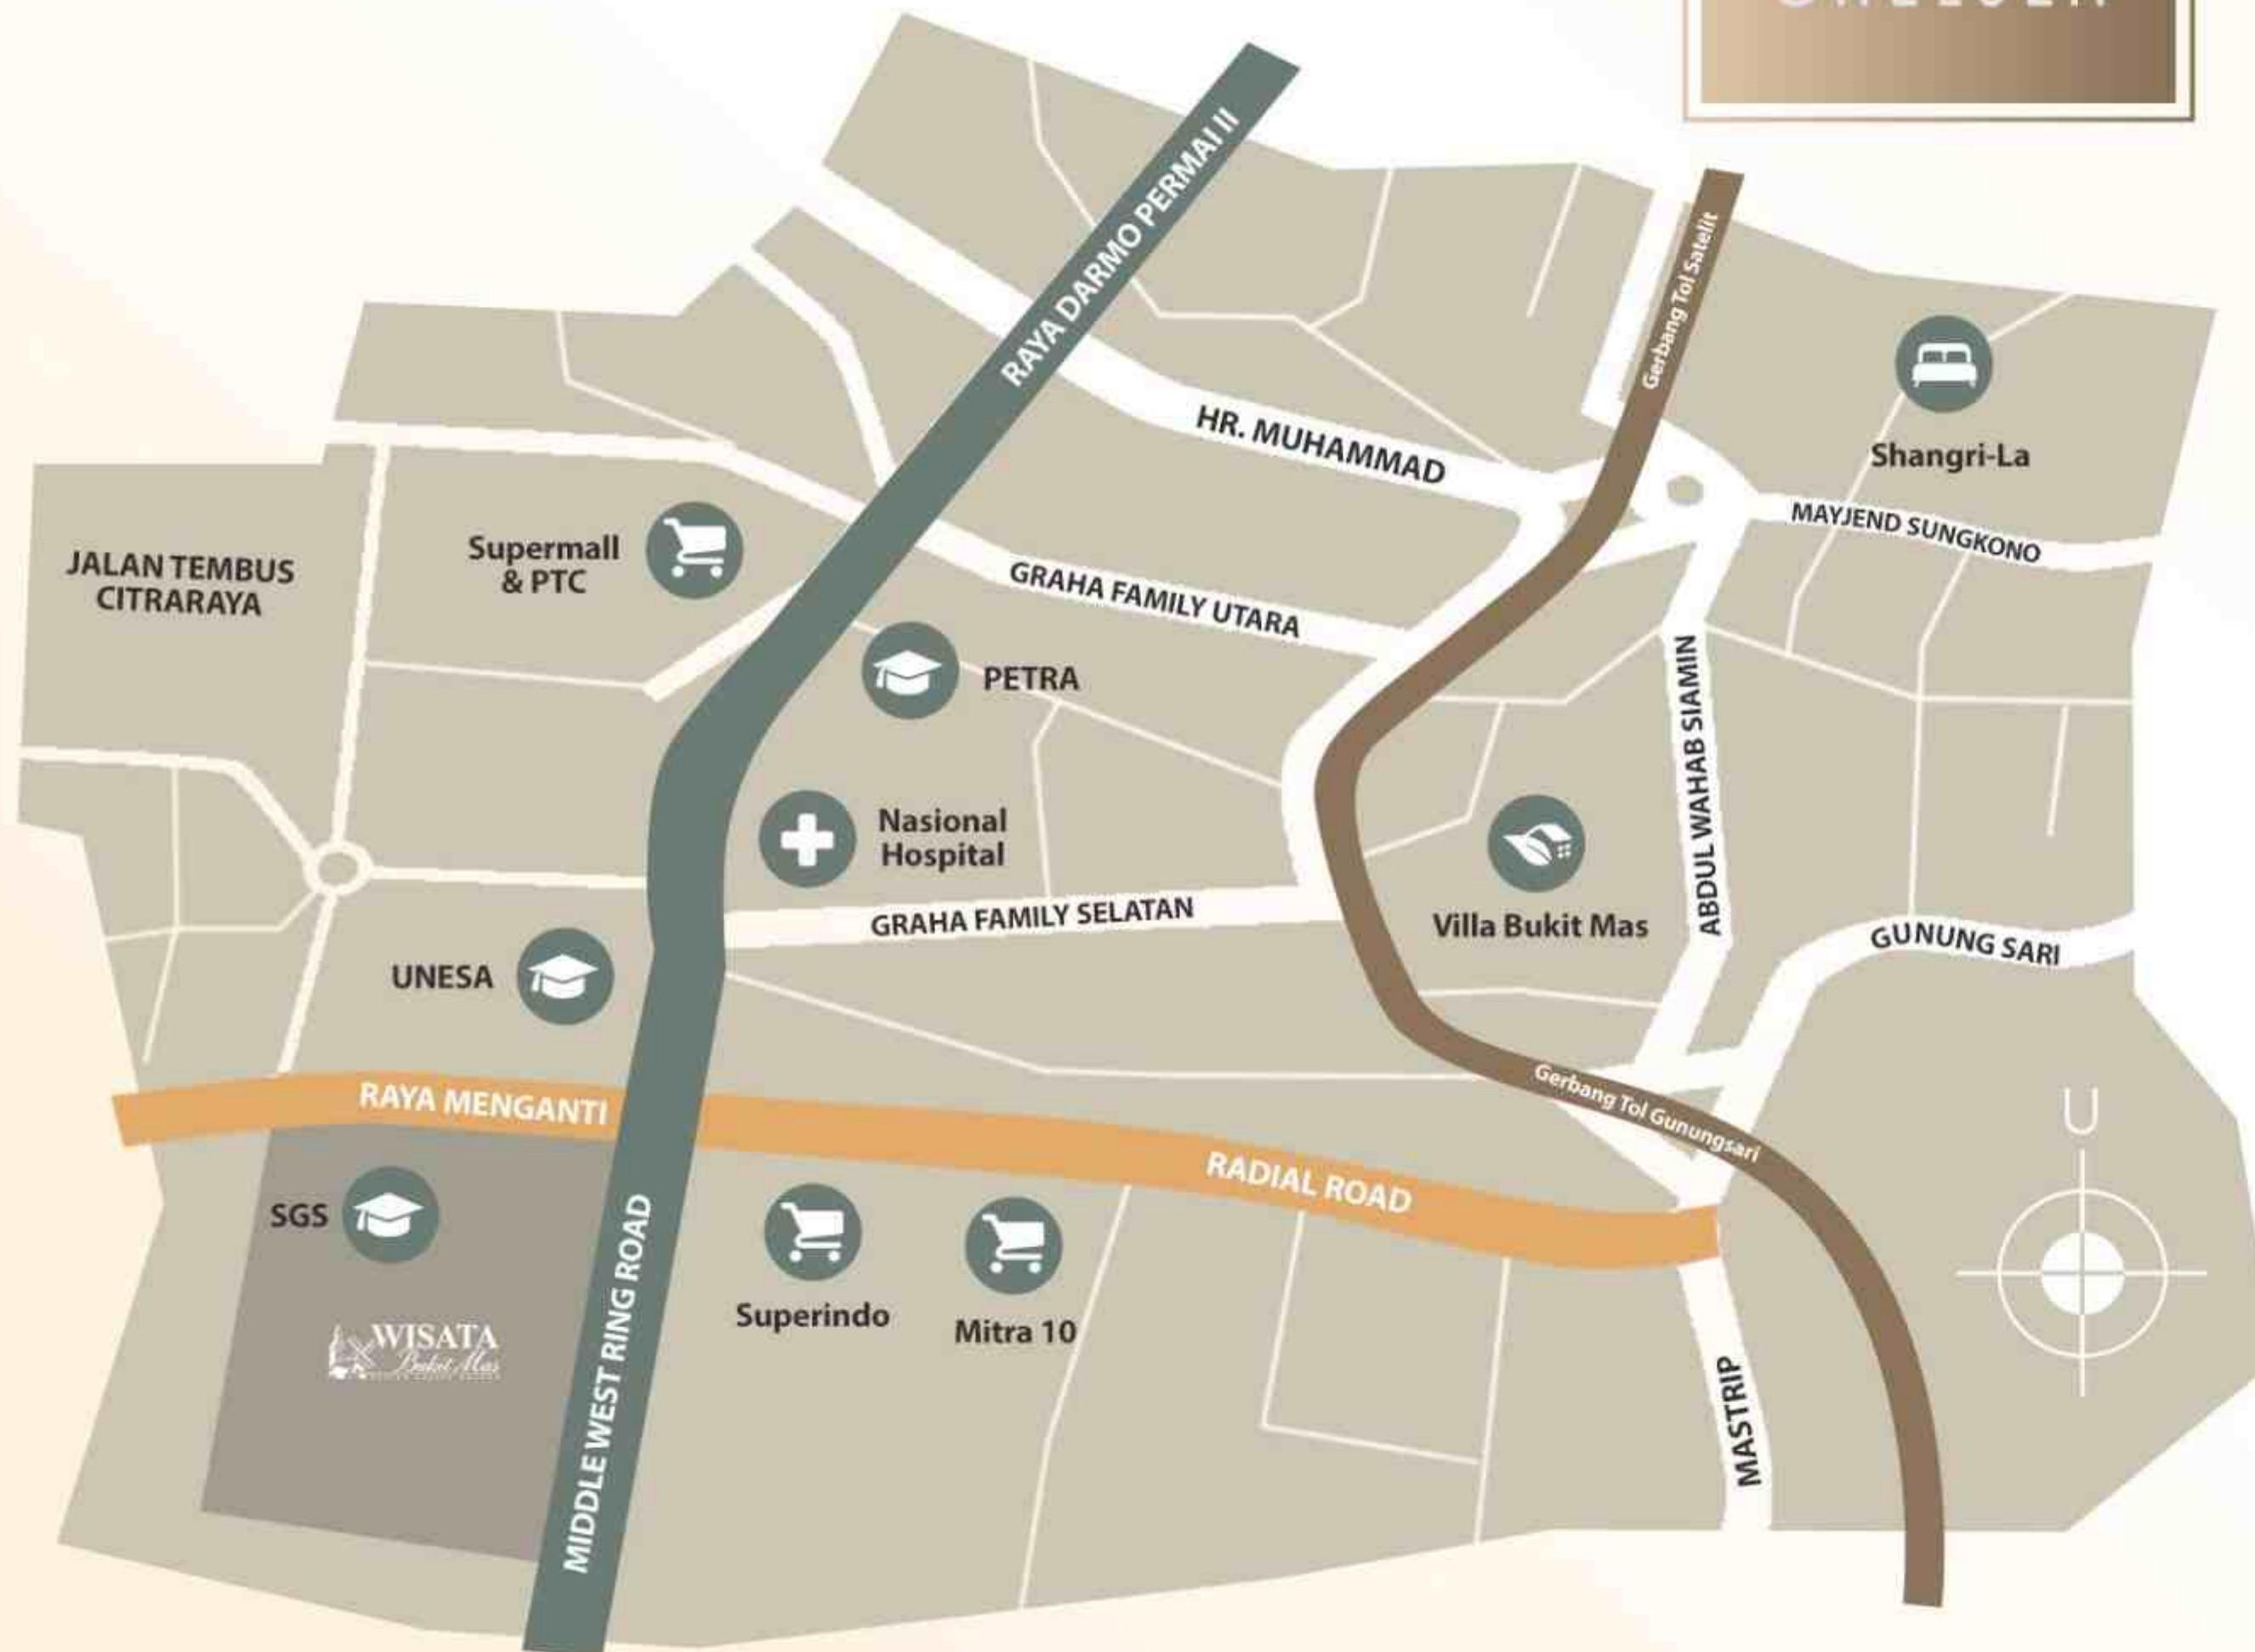 RAYA DARMO PERMAI II
Gerbang Tol Satelit
HR. MUHAMMAD
Shangri-La
MAYJEND SUNGKONO
JALAN TEMBUS
CITRARAYA
Supermall
& PTC
GRAHA FAMILY UTARA
PETRA
ABDUL WAHAB SIAMIN
Nasional
Hospital
Villa Bukit Mas
GRAHA FAMILY SELATAN
GUNUNG SARI
UNESA
RAYA MENGANTI
Gerbang Tol Gunungsari
U
RADIAL ROAD
SGS
MIDDLE WEST RING ROAD
Superindo
Mitra 10
WISATA
Bukit Mas
MASTRIP